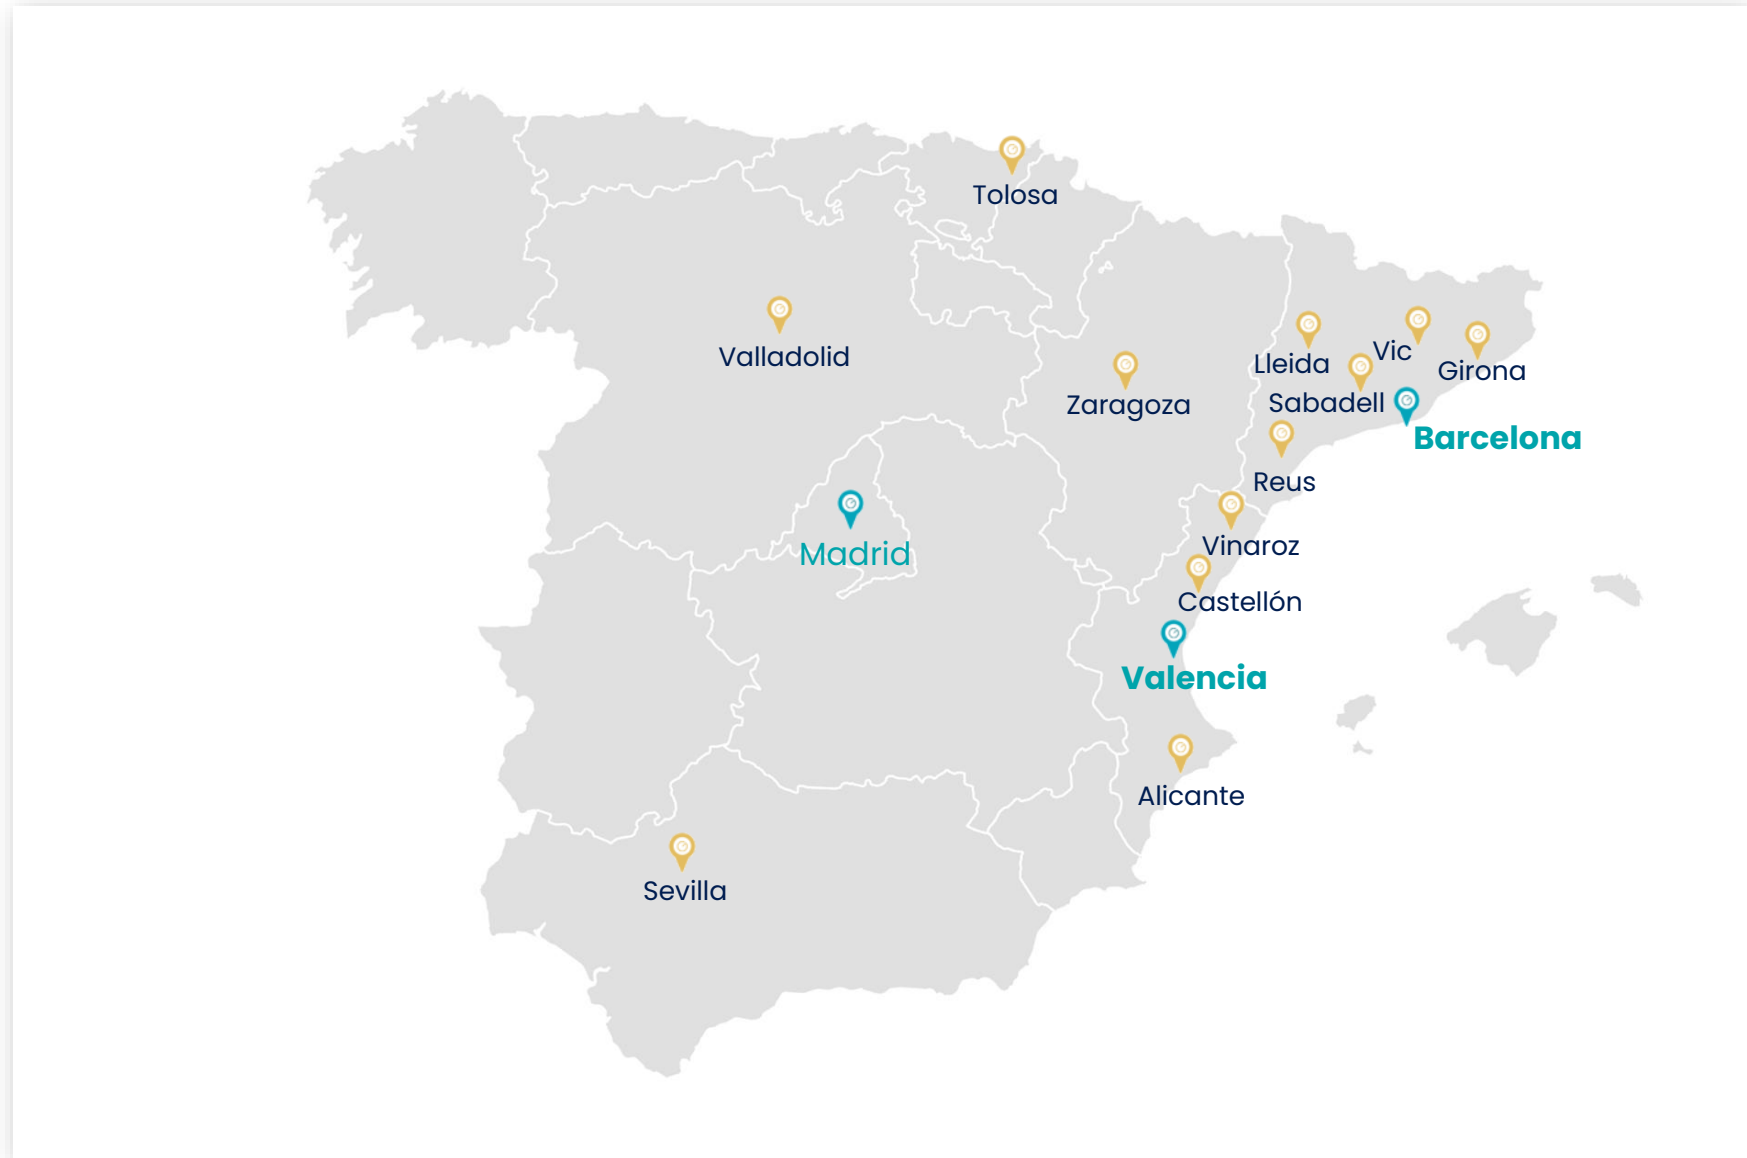 Tolosa
Valladolid
Vic
Lleida
Girona
Zaragoza
Sabadell
Barcelona
Reus
Vinaroz
Madrid
Castellón
Valencia
Alicante
Sevilla